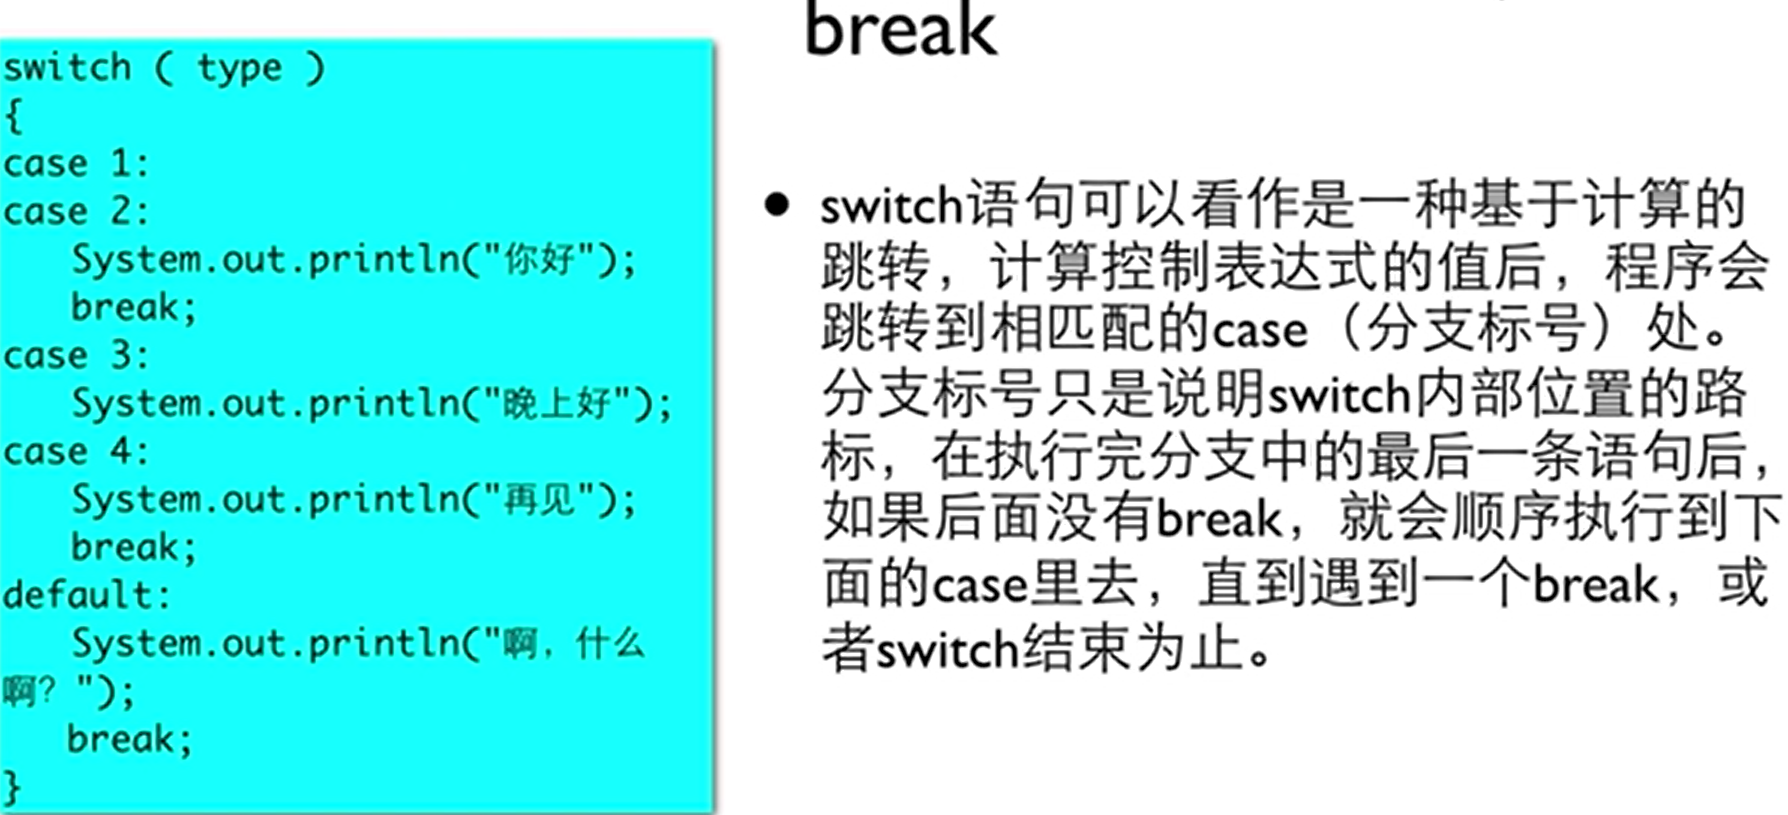 break
switch ( type )
{
case 1:
case 2:
System.out.println("你好");
break;
case 3:
System.out.println("晚上好");
case 4:
System.out.println("再见");
break;
default:
System.out.println("啊，什么
啊？");
break;
}
● switch语句可以看作是一种基于计算的
跳转，计算控制表达式的值后，程序会
跳转到相匹配的case（分支标号）处。
分支标号只是说明switch内部位置的路
标，在执行完分支中的最后一条语句后，
如果后面没有break，就会顺序执行到下
面的case里去，直到遇到一个break，或
者switch结束为止。